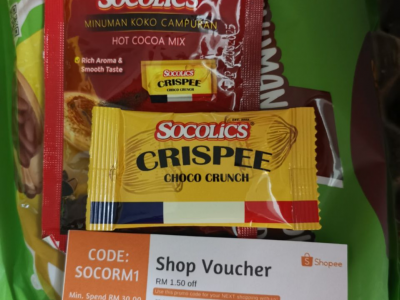 SOCOLICS
MINUMAN KOKO CAMPURAN
HOT COCOA MIX
Rich Aroma &
Smooth Taste
SOCOLICS
CRISPEE
CHOCO CRUNCH
SOCOLICS
CRISPEE
CHOCO CRUNCH
CODE:
SOCORM1
Shop Voucher
RM 1.50 off
Shopee